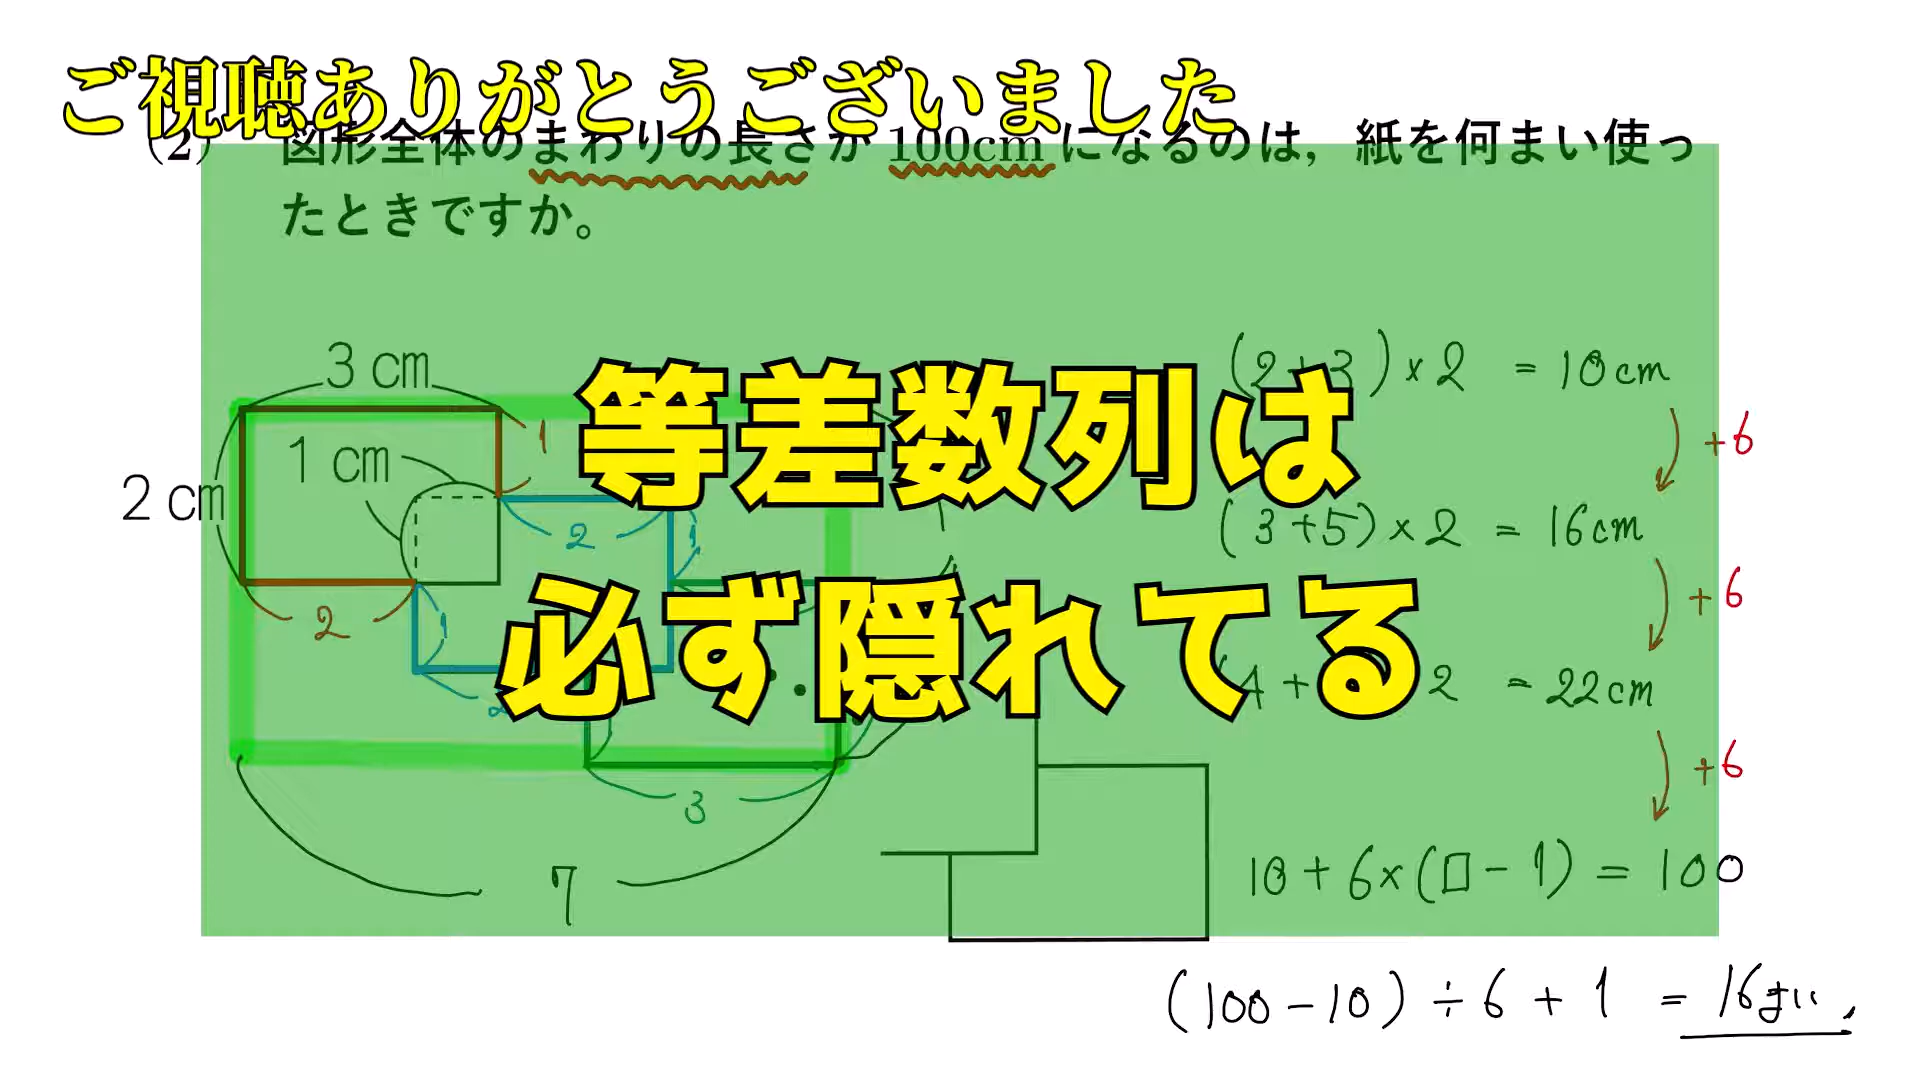 ご視聴ありがとうございました
(2) 図形全体のまわりの長さが 100cm になるのは，紙を何まい使っ
たときですか。
等差数列は
必ず隠れてる
3 cm
1 cm
2 cm
1
2
1
2
1
3
7
(2+3)×2 = 10cm
+6
(3+5)×2 = 16cm
+6
2 = 22cm
+6
10+6×(□-1) = 100
(100-10)÷6+1 = 16まい